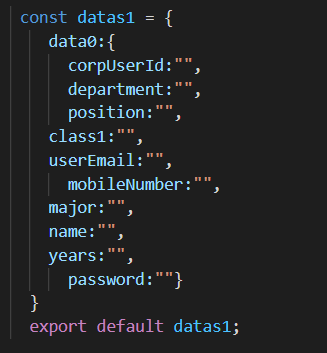 const datas1 = {
data0:{
corpUserId:"",
department:"",
position:"",
class1:"",
userEmail:"",
mobileNumber:"",
major:"",
name:"",
years:"",
password:""}
}
export default datas1;